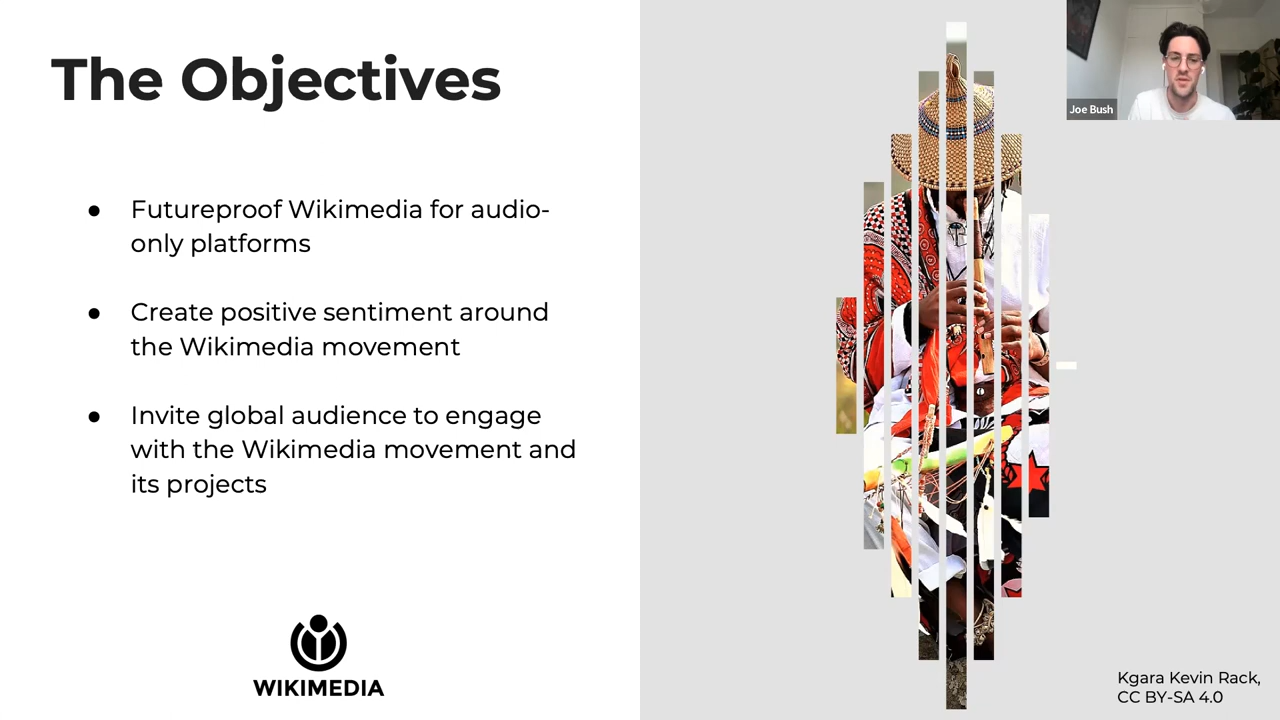 The Objectives
● Futureproof Wikimedia for audio-
only platforms
● Create positive sentiment around
the Wikimedia movement
● Invite global audience to engage
with the Wikimedia movement and
its projects
WIKIMEDIA
Joe Bush
Kgara Kevin Rack,
CC BY-SA 4.0